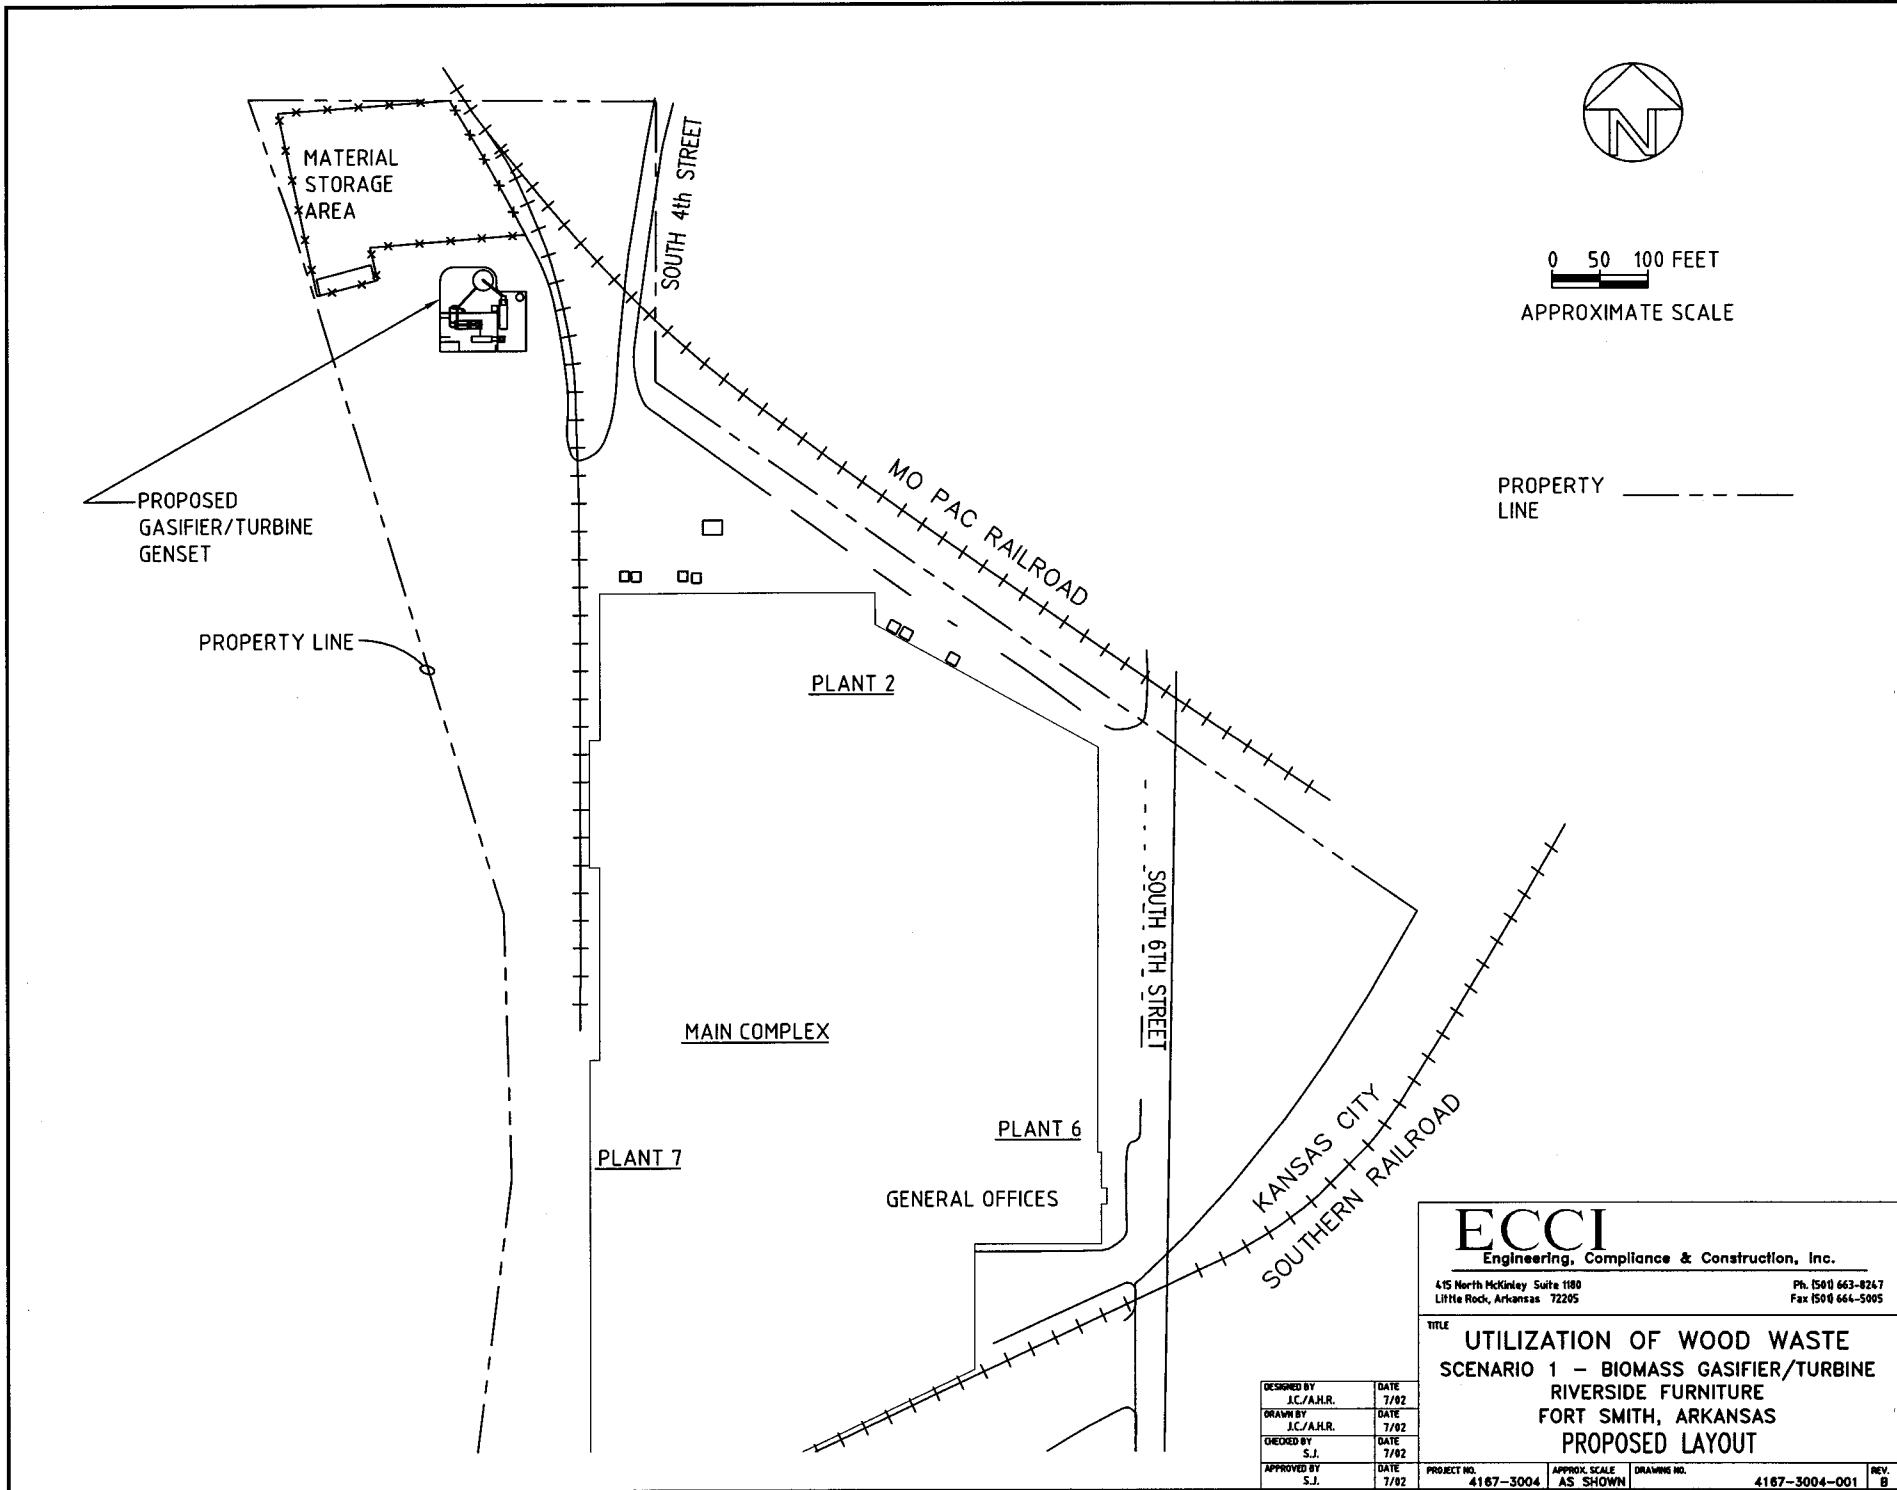 MATERIAL
STORAGE
AREA
SOUTH 4th STREET
N
0 50 100 FEET
APPROXIMATE SCALE
PROPERTY
LINE
MO PAC RAILROAD
PROPOSED
GASIFIER/TURBINE
GENSET
PROPERTY LINE
PLANT 2
SOUTH 6TH STREET
MAIN COMPLEX
PLANT 6
PLANT 7
GENERAL OFFICES
KANSAS CITY
SOUTHERN RAILROAD
ECCI
Engineering, Compliance & Construction, Inc.
415 North McKinley Suite 1180
Little Rock, Arkansas 72205
Ph. (501) 663-8247
Fax (501) 664-5005
TITLE
UTILIZATION OF WOOD WASTE
SCENARIO 1 - BIOMASS GASIFIER/TURBINE
RIVERSIDE FURNITURE
FORT SMITH, ARKANSAS
PROPOSED LAYOUT
DESIGNED BY
J.C./A.H.R.
DATE
7/02
DRAWN BY
J.C./A.H.R.
DATE
7/02
CHECKED BY
S.J.
DATE
7/02
APPROVED BY
S.J.
DATE
7/02
PROJECT NO.
4167-3004
APPROX. SCALE
AS SHOWN
DRAWING NO.
4167-3004-001
REV.
B